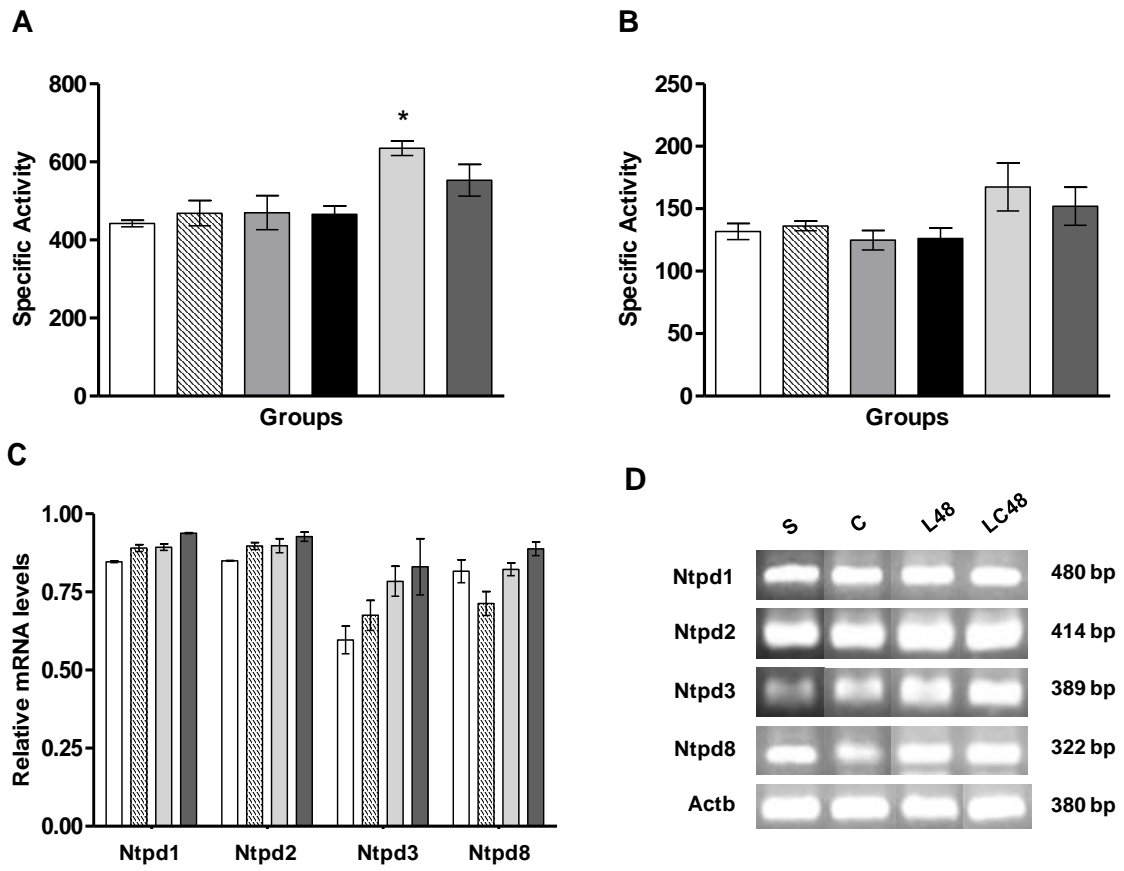 A
Specific Activity
800
600
400
200
0
*
Groups
B
Specific Activity
250
200
150
100
50
0
Groups
C
Relative mRNA levels
1.00
0.75
0.50
0.25
0.00
Ntpd1 Ntpd2 Ntpd3 Ntpd8
D
S C L48 LC48
Ntpd1 480 bp
Ntpd2 414 bp
Ntpd3 389 bp
Ntpd8 322 bp
Actb 380 bp